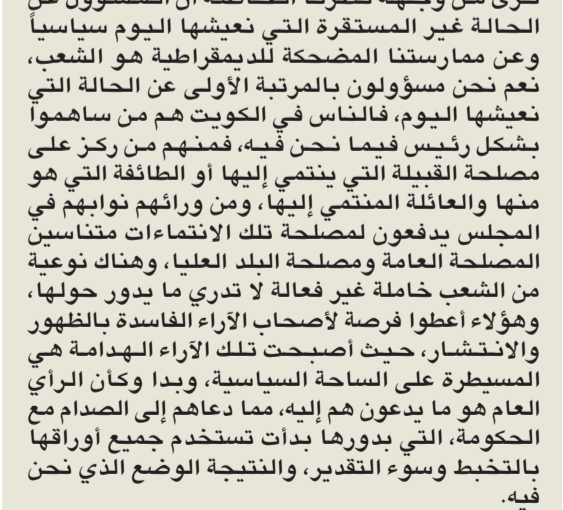 الحالة غير المستقرة التي نعيشها اليوم سياسياً
وعن ممارستنا المضحكة للديمقراطية هو الشعب،
نعم نحن مسؤولون بالمرتبة الأولى عن الحالة التي
نعيشها اليوم، فالناس في الكويت هم من ساهموا
بشكل رئيس فيما نحن فيه، فمنهم من ركز على
مصلحة القبيلة التي ينتمي إليها أو الطائفة التي هو
منها والعائلة المنتمي إليها، ومن ورائهم نوابهم في
المجلس يدفعون لمصلحة تلك الانتماءات متناسين
المصلحة العامة ومصلحة البلد العليا، وهناك نوعية
من الشعب خاملة غير فعالة لا تدري ما يدور حولها،
وهؤلاء أعطوا فرصة لأصحاب الآراء الفاسدة بالظهور
والانتشار، حيث أصبحت تلك الآراء الهدامة هي
المسيطرة على الساحة السياسية، وبدا وكأن الرأي
العام هو ما يدعون هم إليه، مما دعاهم إلى الصدام مع
الحكومة، التي بدورها بدأت تستخدم جميع أوراقها
بالتخبط وسوء التقدير، والنتيجة الوضع الذي نحن
فيه.